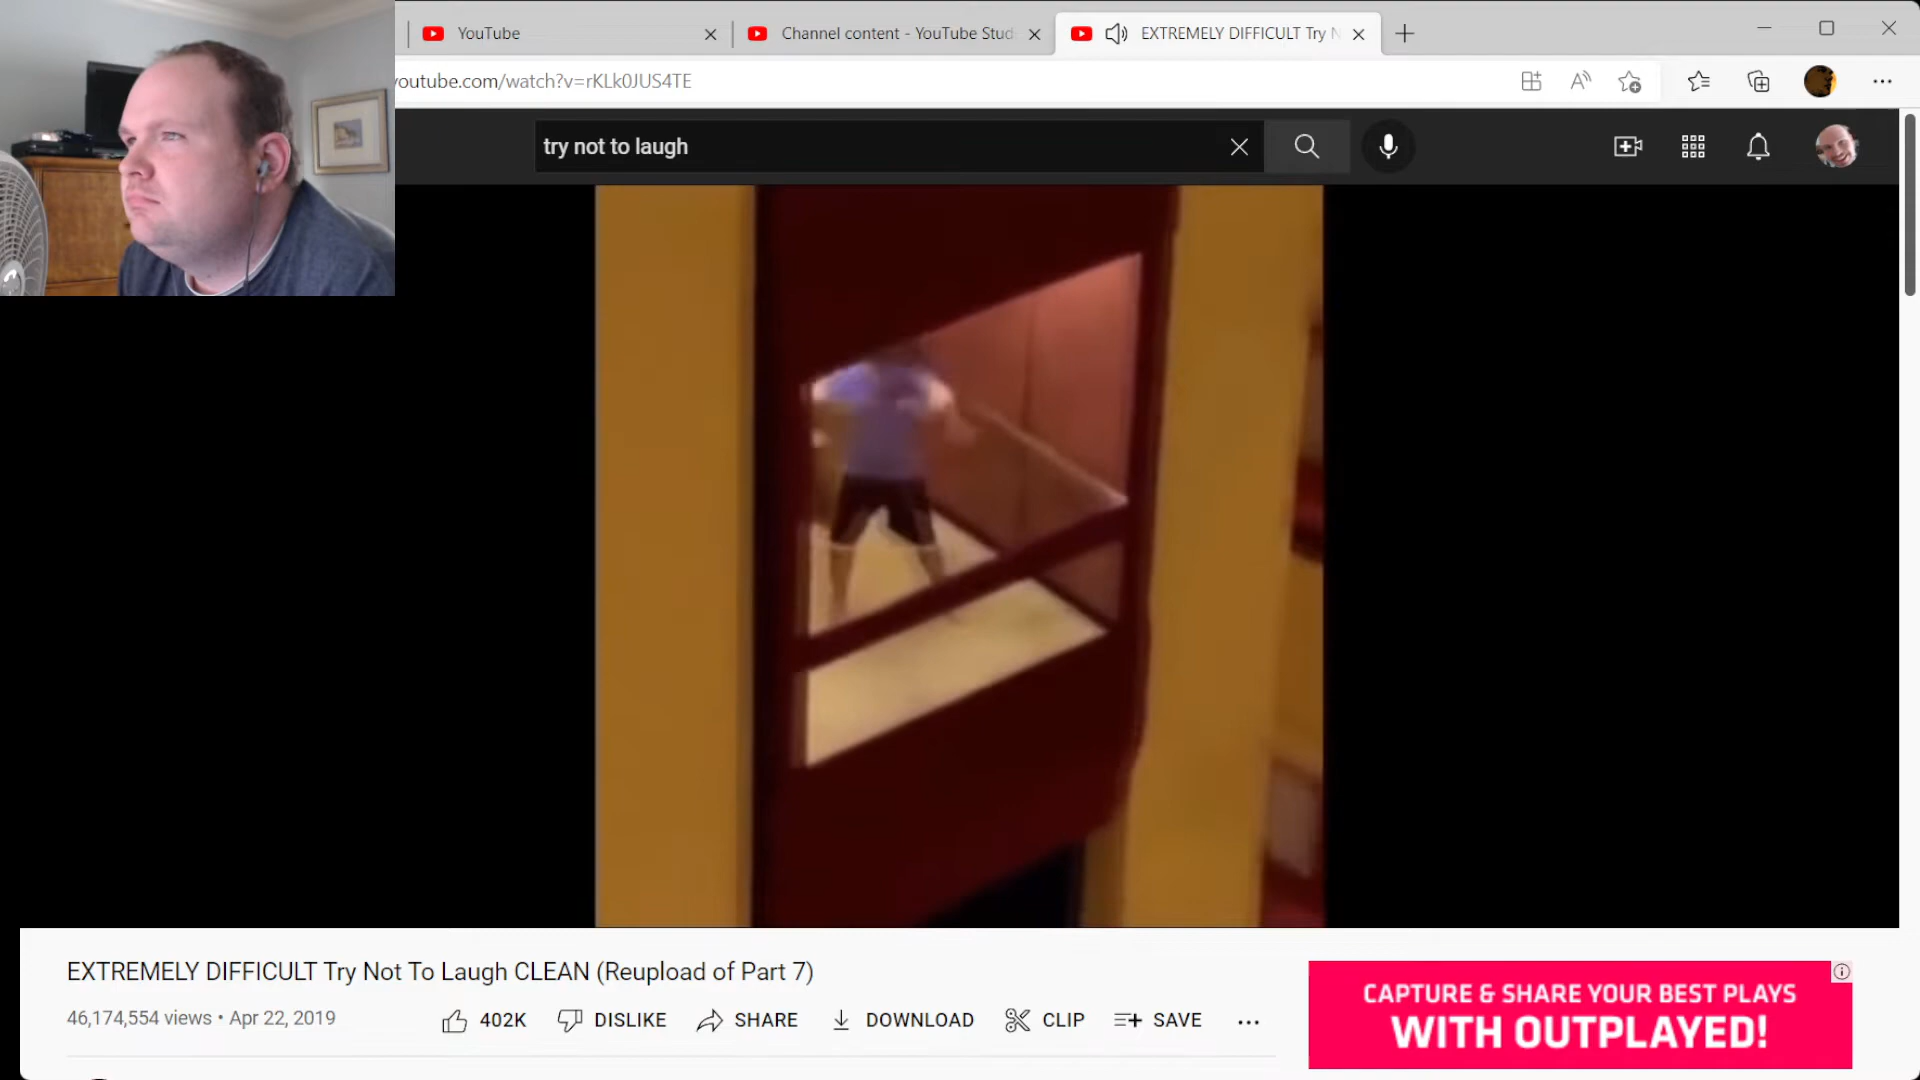 YouTube
Channel content - YouTube Stud
EXTREMELY DIFFICULT Try N
youtube.com/watch?v=rKLk0JUS4TE
try not to laugh
EXTREMELY DIFFICULT Try Not To Laugh CLEAN (Reupload of Part 7)
46,174,554 views • Apr 22, 2019
402K
DISLIKE
SHARE
DOWNLOAD
CLIP
SAVE
CAPTURE & SHARE YOUR BEST PLAYS
WITH OUTPLAYED!